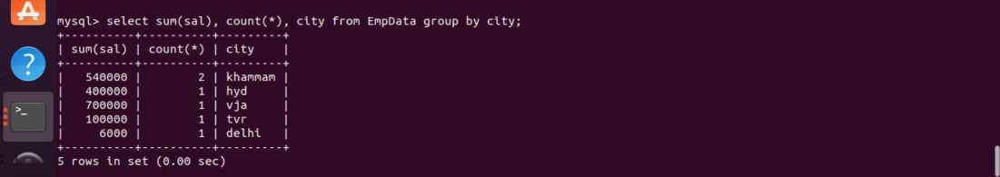 mysql> select sum(sal), count(*), city from EmpData group by city;
+----------+----------+---------+
| sum(sal) | count(*) | city    |
+----------+----------+---------+
|   540000 |        2 | khammam |
|   400000 |        1 | hyd     |
|   700000 |        1 | vja     |
|   100000 |        1 | tvr     |
|     6000 |        1 | delhi   |
+----------+----------+---------+
5 rows in set (0.00 sec)